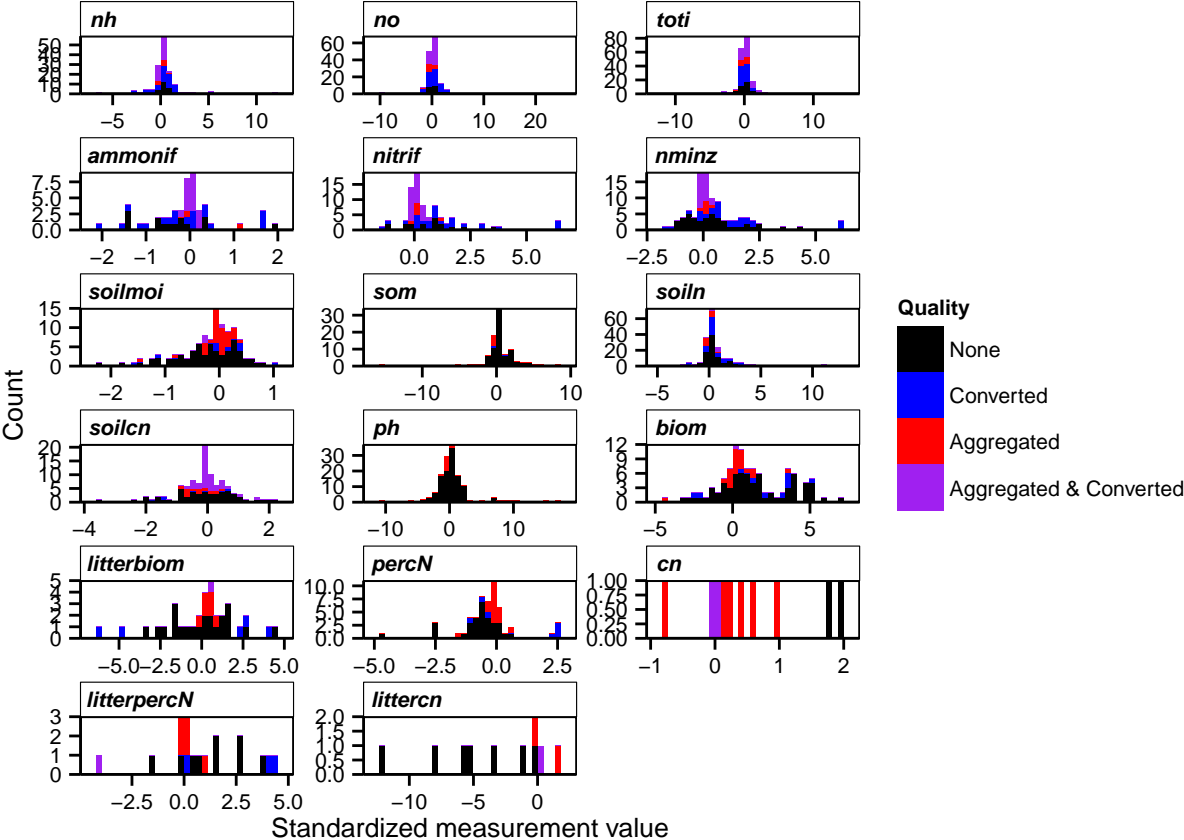 nh no toti
50
40
30
20
10
0
60
40
20
0
80
60
40
20
0
−5 0 5 10
−10 0 10 20
−10 0 10
ammonif nitrif nminz
7.5
5.0
2.5
0.0
15
10
5
0
15
10
5
0
−2 −1 0 1 2
0.0 2.5 5.0
−2.5 0.0 2.5 5.0
soilmoi som soiln
15
10
5
0
30
20
10
0
60
40
20
0
−2 −1 0 1
−10 0 10
−5 0 5 10
soilcn ph biom
20
15
10
5
0
30
20
10
0
12
3
0
−4 −2 0 2
−10 0 10
−5 0 5
litterbiom percN cn
5
4
3
2
1
0
10.0
7.5
5.0
2.5
0.0
1.00
0.75
0.50
0.25
0.00
−5.0 −2.5 0.0 2.5 5.0
−5.0 −2.5 0.0 2.5
−1 0 1 2
litterpercN littercn
3
2
1
0
2.0
1.5
1.0
0.5
0.0
−2.5 0.0 2.5 5.0
−10 −5 0
Count
Standardized measurement value
Quality
None
Converted
Aggregated
Aggregated & Converted